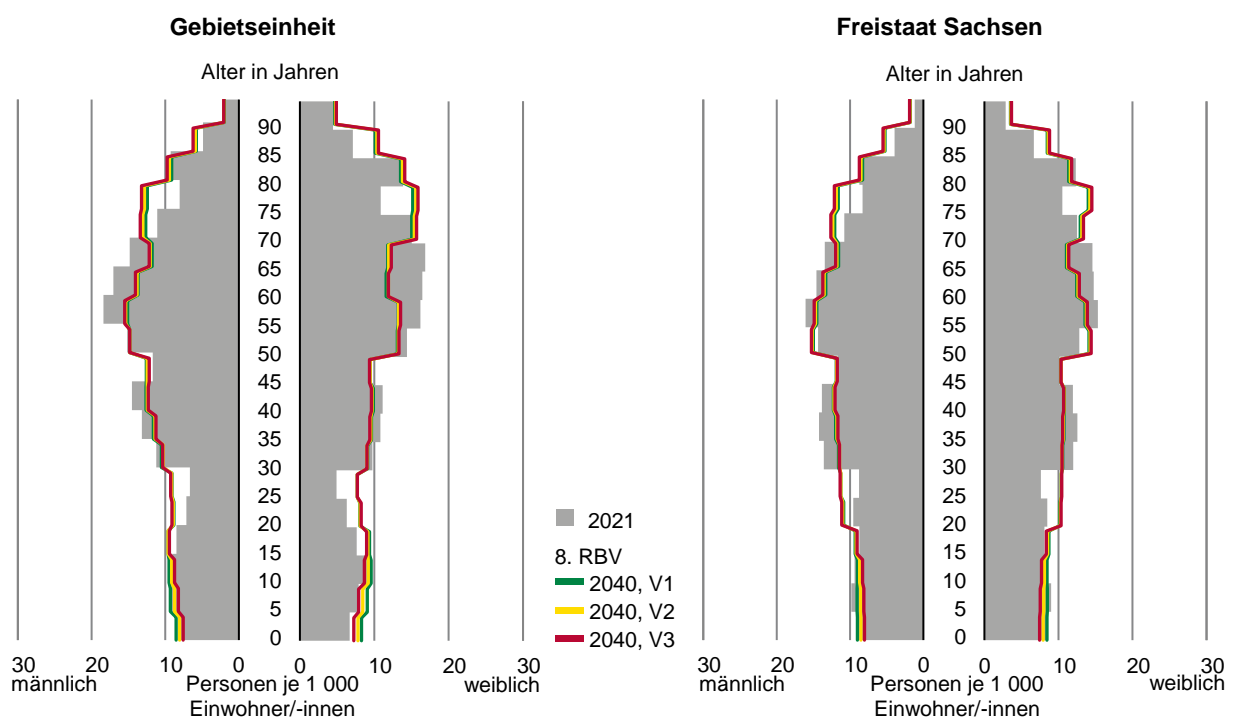 Gebietseinheit
Alter in Jahren
90
85
80
75
70
65
60
55
50
45
40
35
30
25
20
15
10
5
0
30 20 10 0 0 10 20 30
männlich Personen je 1 000 weiblich
Einwohner/-innen
2021
8. RBV
2040, V1
2040, V2
2040, V3
Freistaat Sachsen
Alter in Jahren
90
85
80
75
70
65
60
55
50
45
40
35
30
25
20
15
10
5
0
30 20 10 0 0 10 20 30
männlich Personen je 1 000 weiblich
Einwohner/-innen